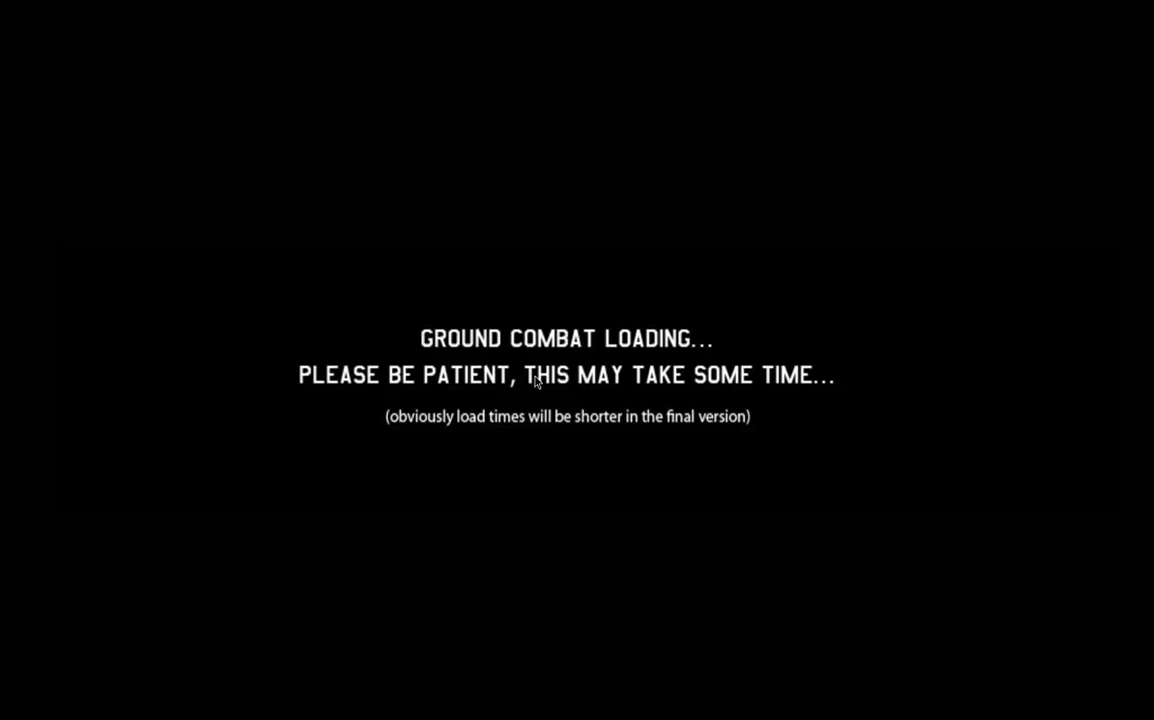 GROUND COMBAT LOADING...
PLEASE BE PATIENT, THIS MAY TAKE SOME TIME...
(obviously load times will be shorter in the final version)